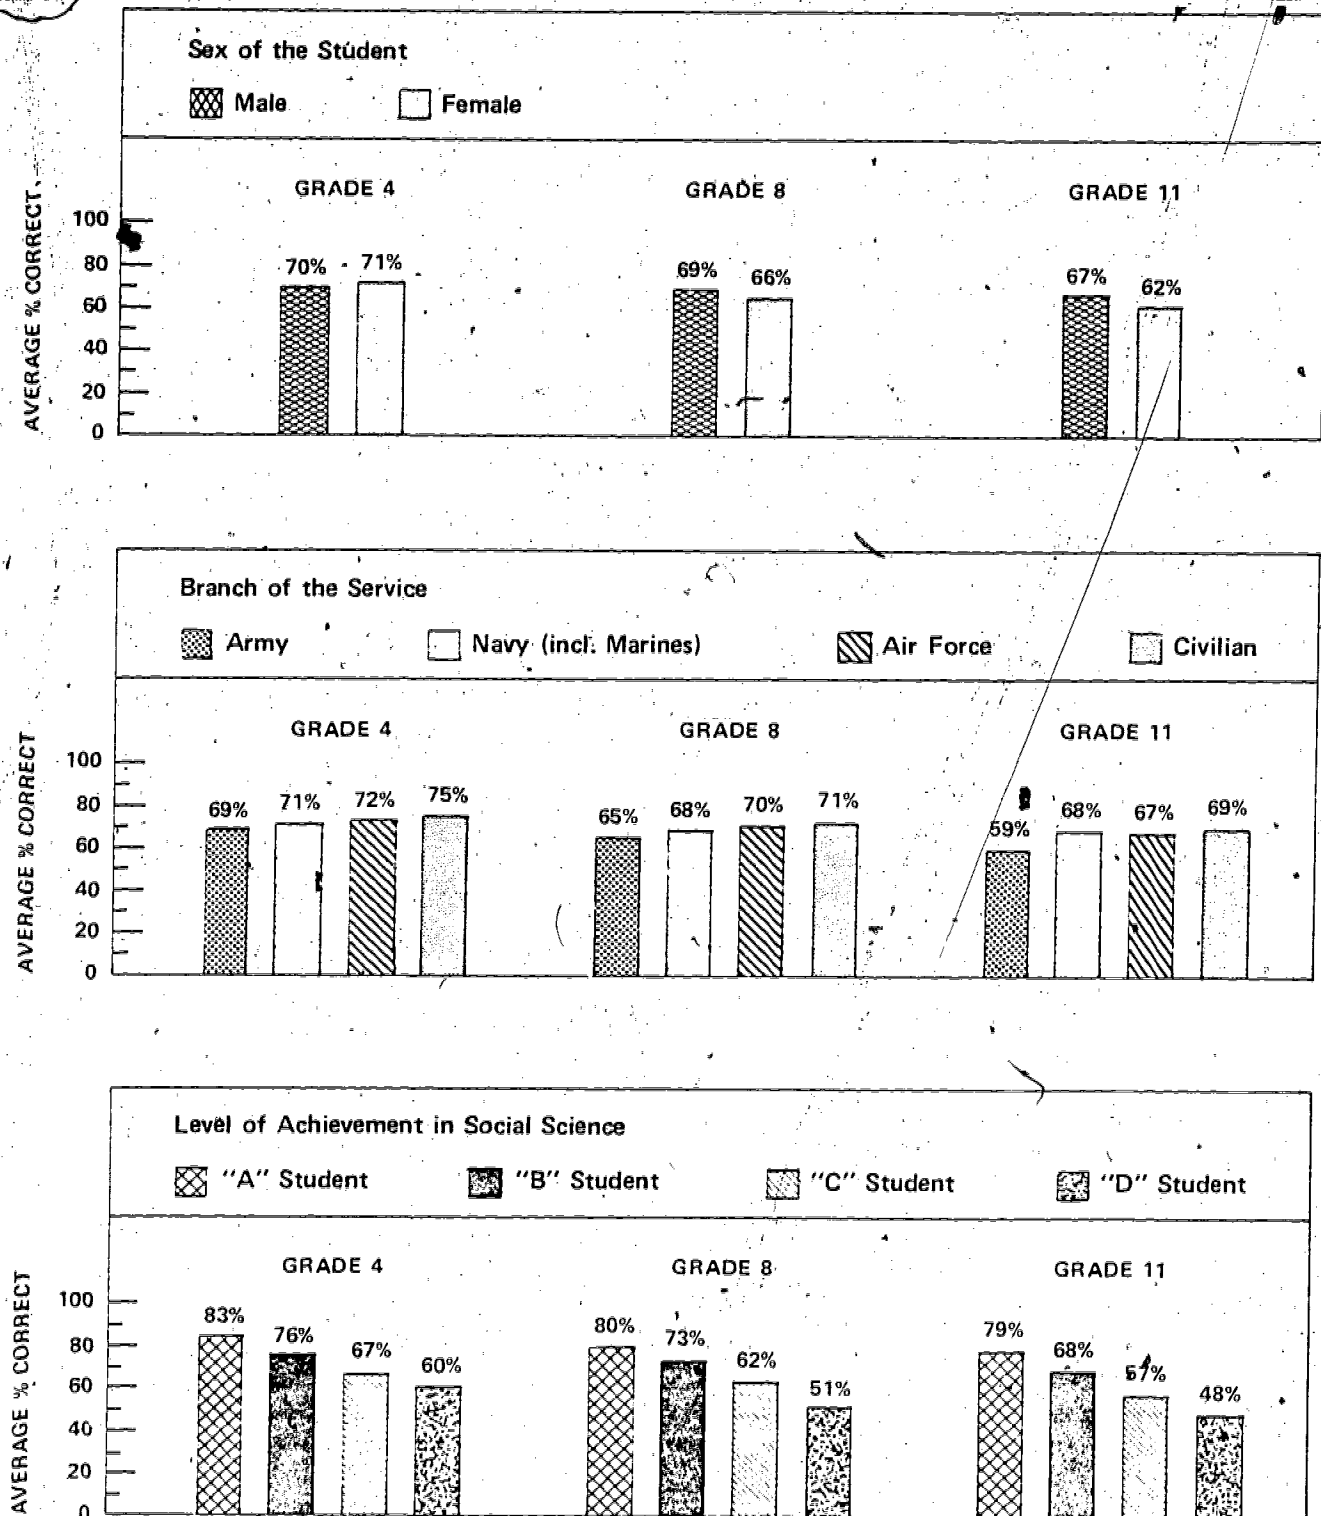 Sex of the Student
Male Female
GRADE 4 GRADE 8 GRADE 11
AVERAGE % CORRECT
100
80
60
40
20
0
70% 71% 69% 66% 67% 62%
Branch of the Service
Army Navy (incl. Marines) Air Force Civilian
GRADE 4 GRADE 8 GRADE 11
AVERAGE % CORRECT
100
80
60
40
20
0
69% 71% 72% 75% 65% 68% 70% 71% 59% 68% 67% 69%
Level of Achievement in Social Science
"A" Student "B" Student "C" Student "D" Student
GRADE 4 GRADE 8 GRADE 11
AVERAGE % CORRECT
100
80
60
40
20
0
83% 76% 67% 60% 80% 73% 62% 51% 79% 68% 57% 48%